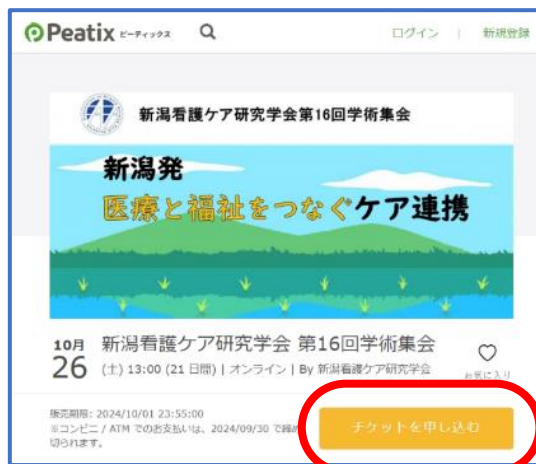 Peatix ピーティックス
ログイン | 新規登録
新潟看護ケア研究学会第16回学術集会
新潟発
医療と福祉をつなぐケア連携
10月
26
新潟看護ケア研究学会 第16回学術集会
(土) 13:00 (21 日間) | オンライン | By 新潟看護ケア研究学会
お気に入り
販売期限: 2024/10/01 23:55:00
※コンビニ / ATM でのお支払いは、2024/09/30 で締め
切られます。
チケットを申し込む